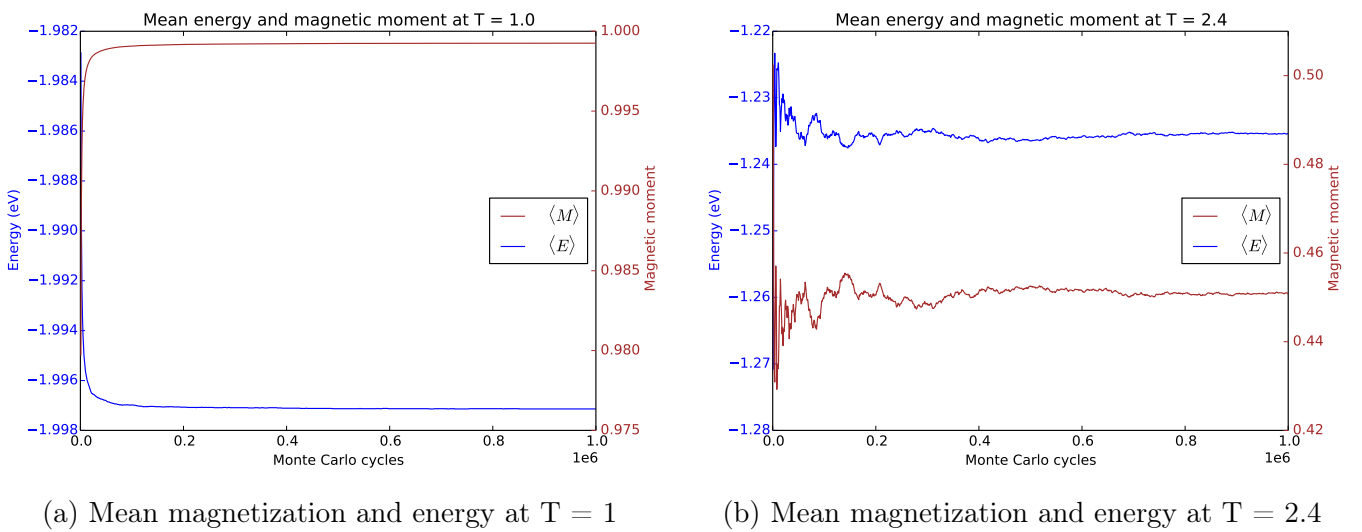 Mean energy and magnetic moment at T = 1.0
−1.982
−1.984
−1.986
−1.988
−1.990
−1.992
−1.994
−1.996
−1.998
Energy (eV)
1.000
0.995
0.990
0.985
0.980
0.975
Magnetic moment
⟨M⟩
⟨E⟩
0.0 0.2 0.4 0.6 0.8 1.0
Monte Carlo cycles
1e6
(a) Mean magnetization and energy at T = 1
Mean energy and magnetic moment at T = 2.4
−1.22
−1.23
−1.24
−1.25
−1.26
−1.27
−1.28
Energy (eV)
0.50
0.48
0.46
0.44
0.42
Magnetic moment
⟨M⟩
⟨E⟩
0.0 0.2 0.4 0.6 0.8 1.0
Monte Carlo cycles
1e6
(b) Mean magnetization and energy at T = 2.4